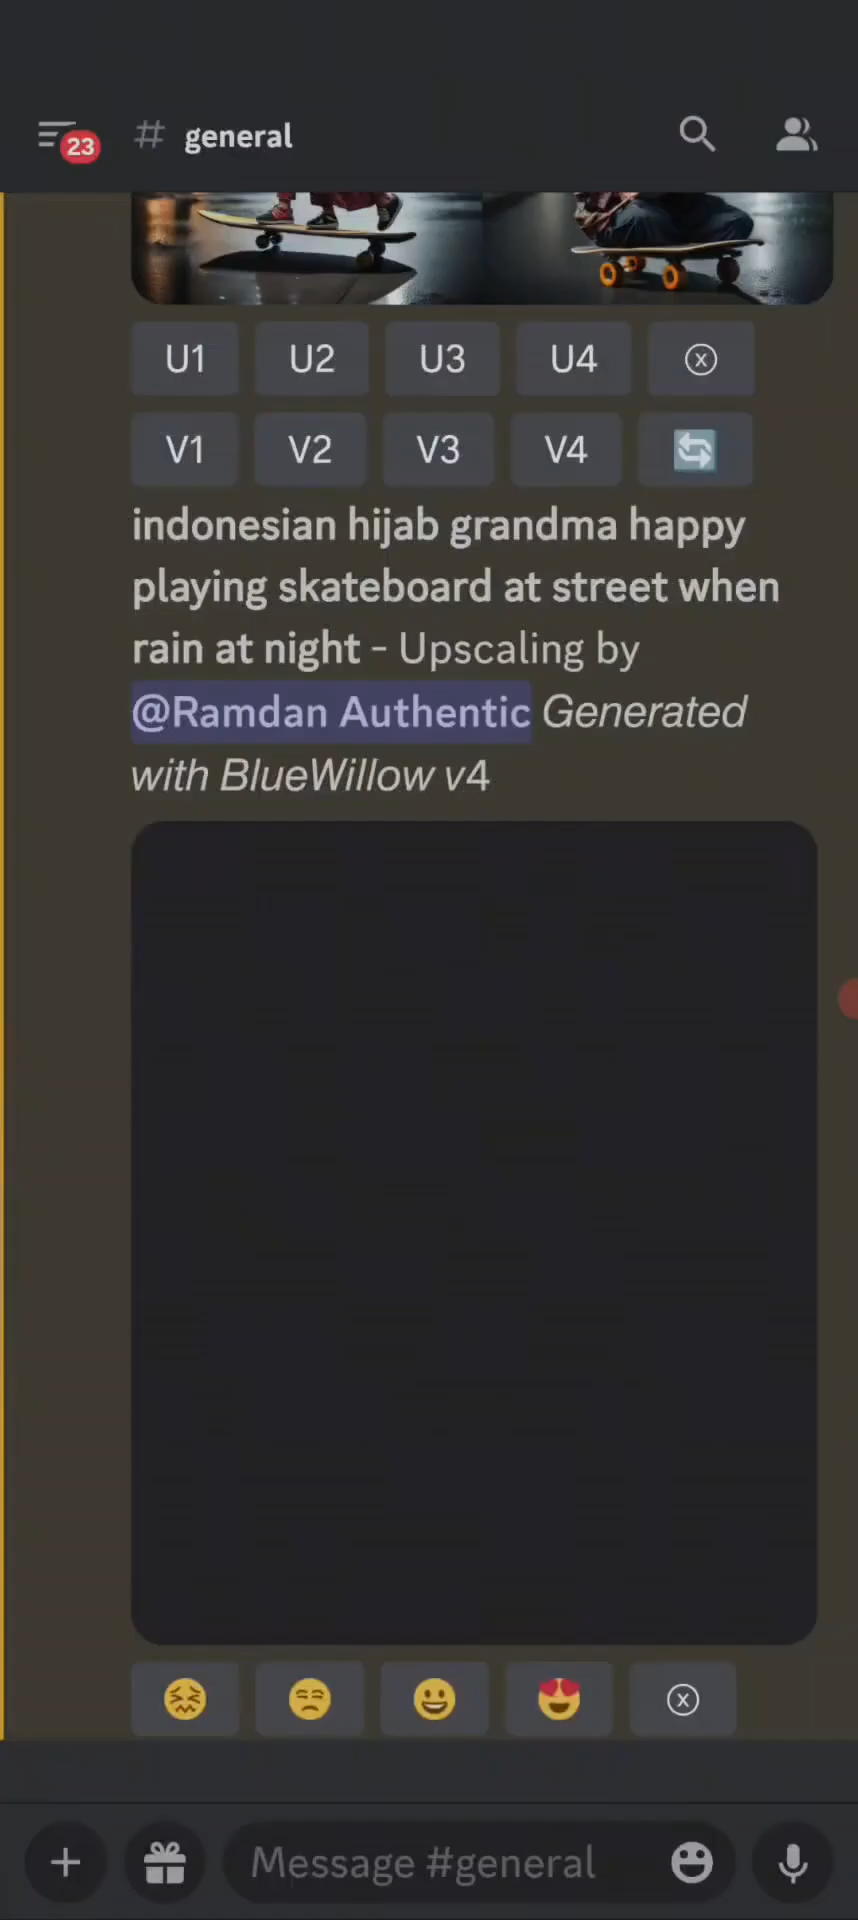 23
# general
U1 U2 U3 U4
V1 V2 V3 V4
indonesian hijab grandma happy
playing skateboard at street when
rain at night - Upscaling by
@Ramdan Authentic Generated
with BlueWillow v4
Message #general